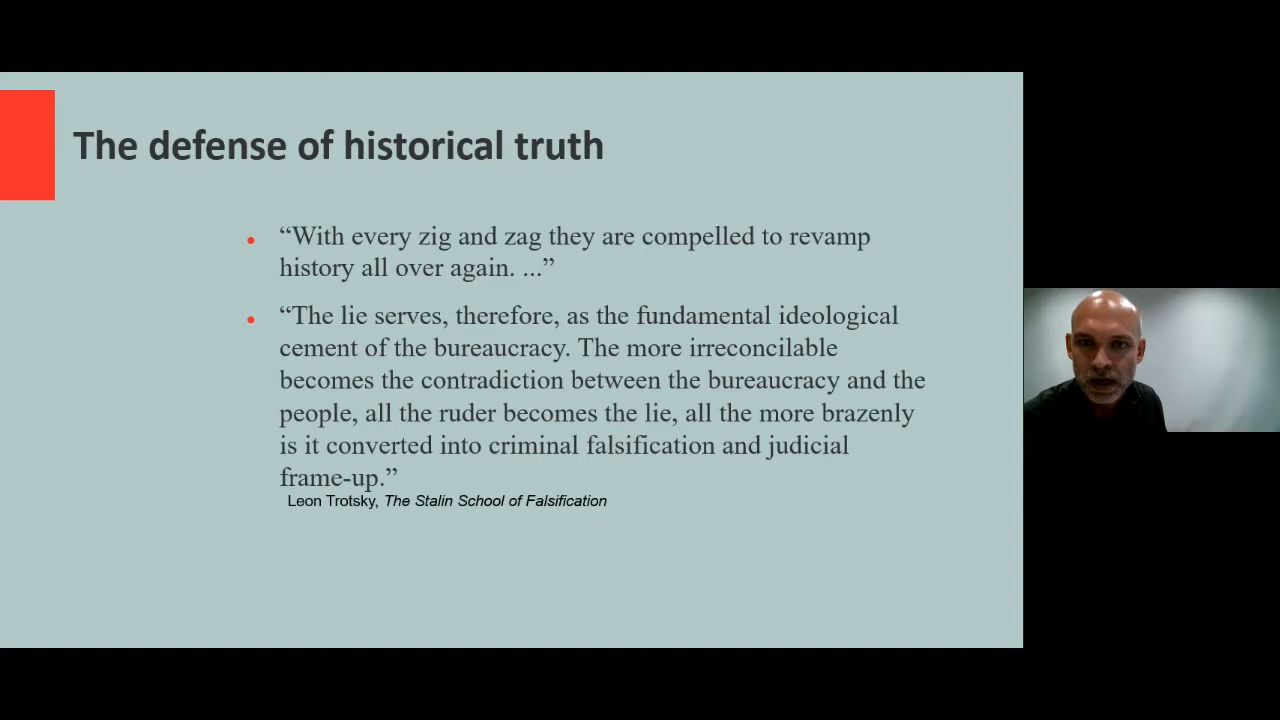 The defense of historical truth
• “With every zig and zag they are compelled to revamp
history all over again. ...”
• “The lie serves, therefore, as the fundamental ideological
cement of the bureaucracy. The more irreconcilable
becomes the contradiction between the bureaucracy and the
people, all the ruder becomes the lie, all the more brazenly
is it converted into criminal falsification and judicial
frame-up.”
Leon Trotsky, The Stalin School of Falsification